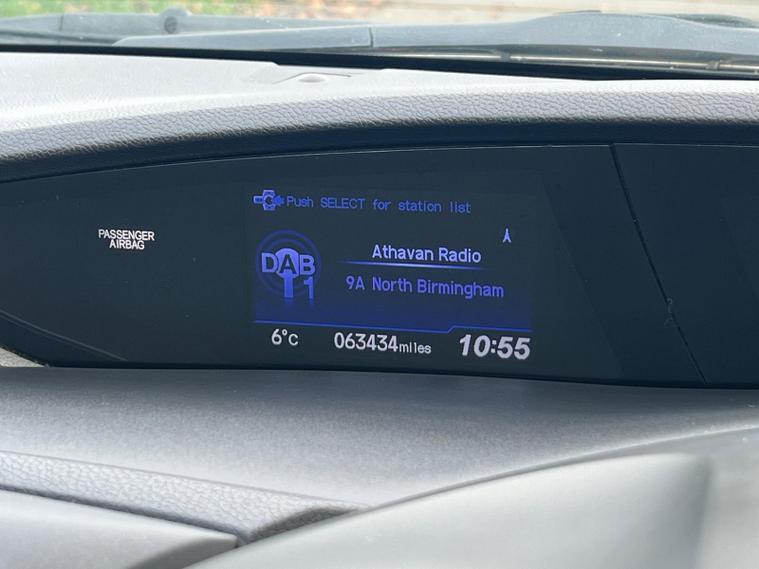 Push SELECT for station list
PASSENGER
AIRBAG
DAB
1
Athavan Radio
9A North Birmingham
6°C 063434miles 10:55